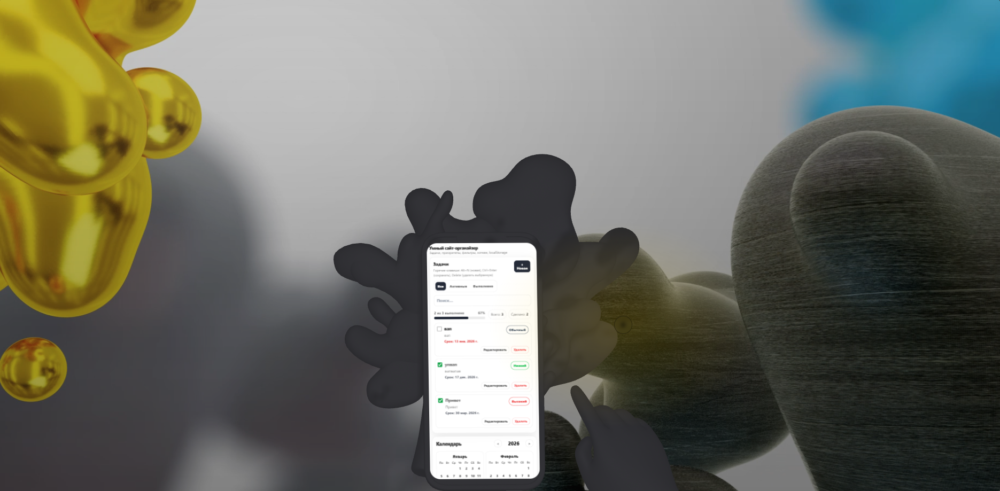 Умный сайт-органайзер
Задачи, приоритеты, фильтры, копаем, localStorage
Задачи
+ Новая
Горячие клавиши: Alt+N (новая), Ctrl+Enter
(сохранить), Delete (удалить выбранную)
Все Активные Выполнено
Поиск...
2 из 3 выполнено 67% Всего: 3 Сделано: 2
вап Обычный
вап
Срок: 13 янв. 2026 г.
Редактировать Удалить
Низкий
Срок: 17 дек. 2026 г.
Редактировать Удалить
Привет Высокий
Привет
Срок: 30 мар. 2026 г.
Редактировать Удалить
Календарь < 2026 >
Январь Февраль
Пн Вт Ср Чт Пт Сб Вс Пн Вт Ср Чт Пт Сб Вс
1 2 3 4 1
5 6 7 8 9 10 11 2 3 4 5 6 7 8